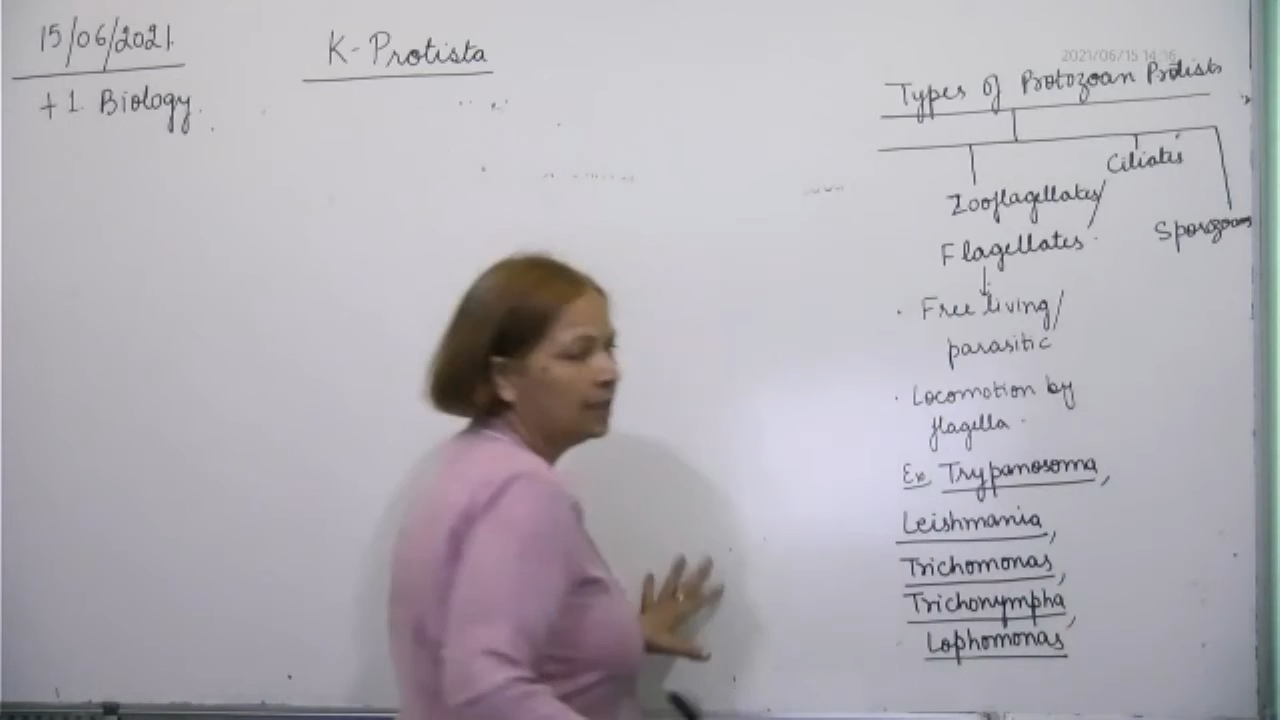 15/06/2021.
+1 Biology.
K-Protista
2021/06/15 14:16
Types of Protozoan Protists
Zooflagellates/
Flagellates.
Ciliates
Sporozoans
. Free living/
parasitic
. Locomotion by
flagella.
Ex. Trypanosoma,
Leishmania,
Trichomonas,
Trichonympha,
Lophomonas